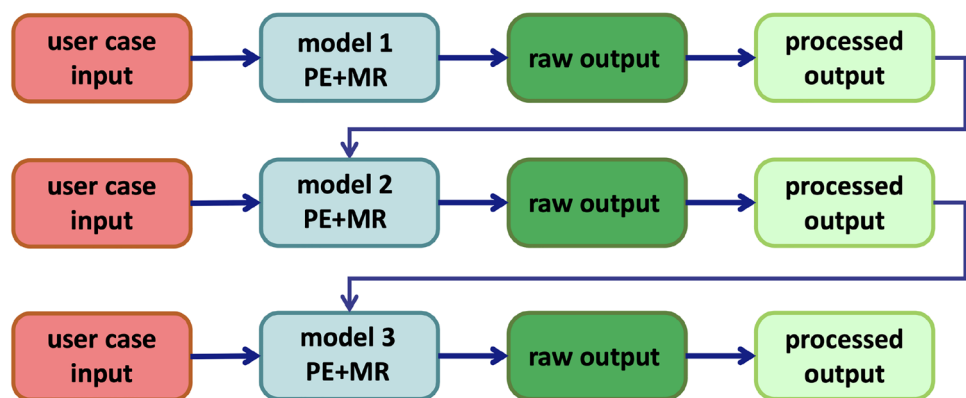 user case
input
model 1
PE+MR
raw output
processed
output
user case
input
model 2
PE+MR
raw output
processed
output
user case
input
model 3
PE+MR
raw output
processed
output